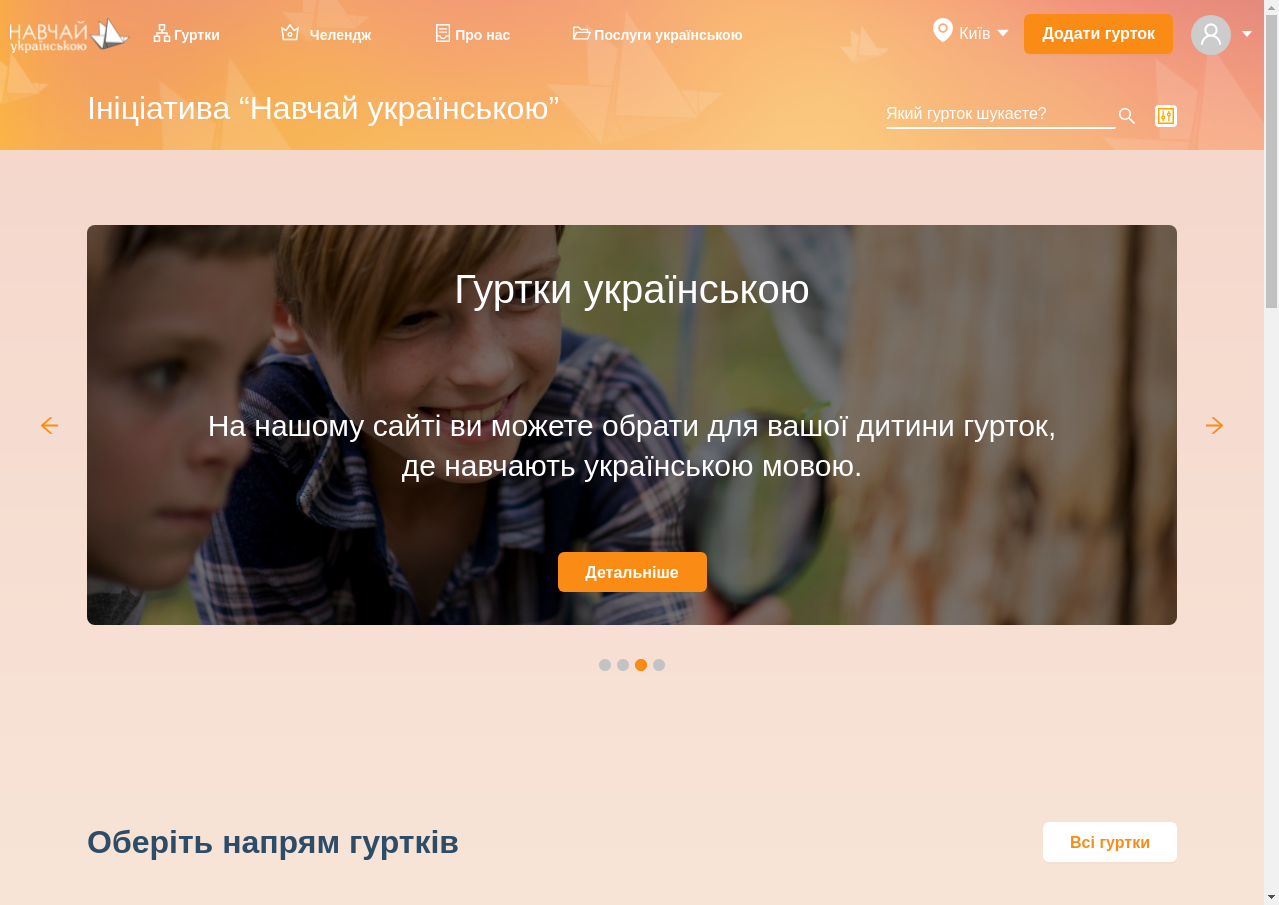 НАВЧАЙ
українською
Гуртки
Челендж
Про нас
Послуги українською
Київ
Додати гурток
Ініціатива “Навчай українською”
Який гурток шукаєте?
Гуртки українською
На нашому сайті ви можете обрати для вашої дитини гурток,
де навчають українською мовою.
Детальніше
Оберіть напрям гуртків
Всі гуртки